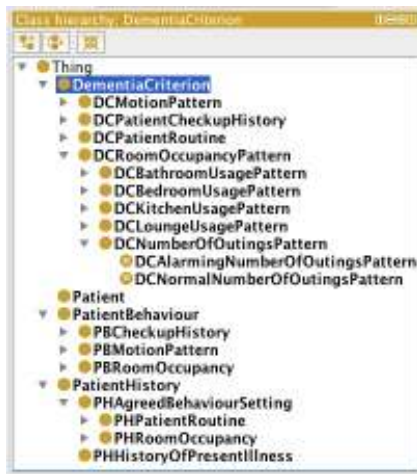 Class hierarchy: DementiaCriterion
Thing
DementiaCriterion
DCMotionPattern
DCPatientCheckupHistory
DCPatientRoutine
DCRoomOccupancyPattern
DCBathroomUsagePattern
DCBedroomUsagePattern
DCKitchenUsagePattern
DCLoungeUsagePattern
DCNumberOfOutingsPattern
DCAlarmingNumberOfOutingsPattern
DCNormalNumberOfOutingsPattern
Patient
PatientBehaviour
PBCheckupHistory
PBMotionPattern
PBRoomOccupancy
PatientHistory
PHAgreedBehaviourSetting
PHPatientRoutine
PHRoomOccupancy
PHHistoryOfPresentIllness